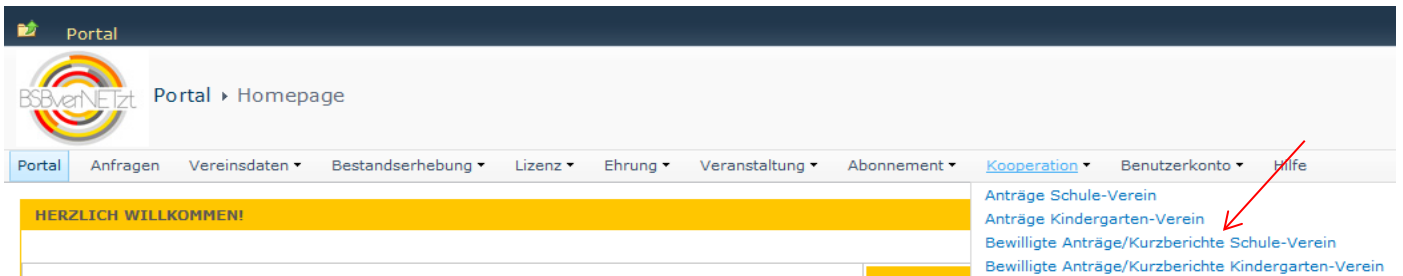 Portal
BSBverNETzt
Portal ▸ Homepage
Portal Anfragen Vereinsdaten Bestandserhebung Lizenz Ehrung Veranstaltung Abonnement Kooperation Benutzerkonto Hilfe
Anträge Schule-Verein
HERZLICH WILLKOMMEN!
Anträge Kindergarten-Verein
Bewilligte Anträge/Kurzberichte Schule-Verein
Bewilligte Anträge/Kurzberichte Kindergarten-Verein